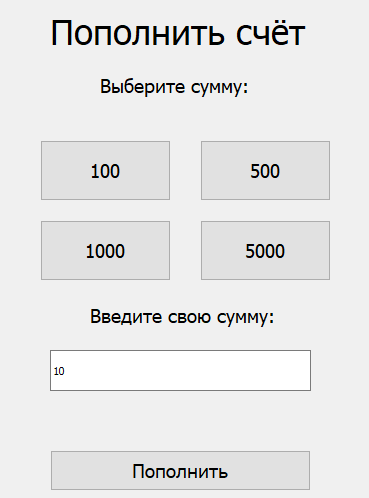 Пополнить счёт
Выберите сумму:
100 500
1000 5000
Введите свою сумму:
10
Пополнить